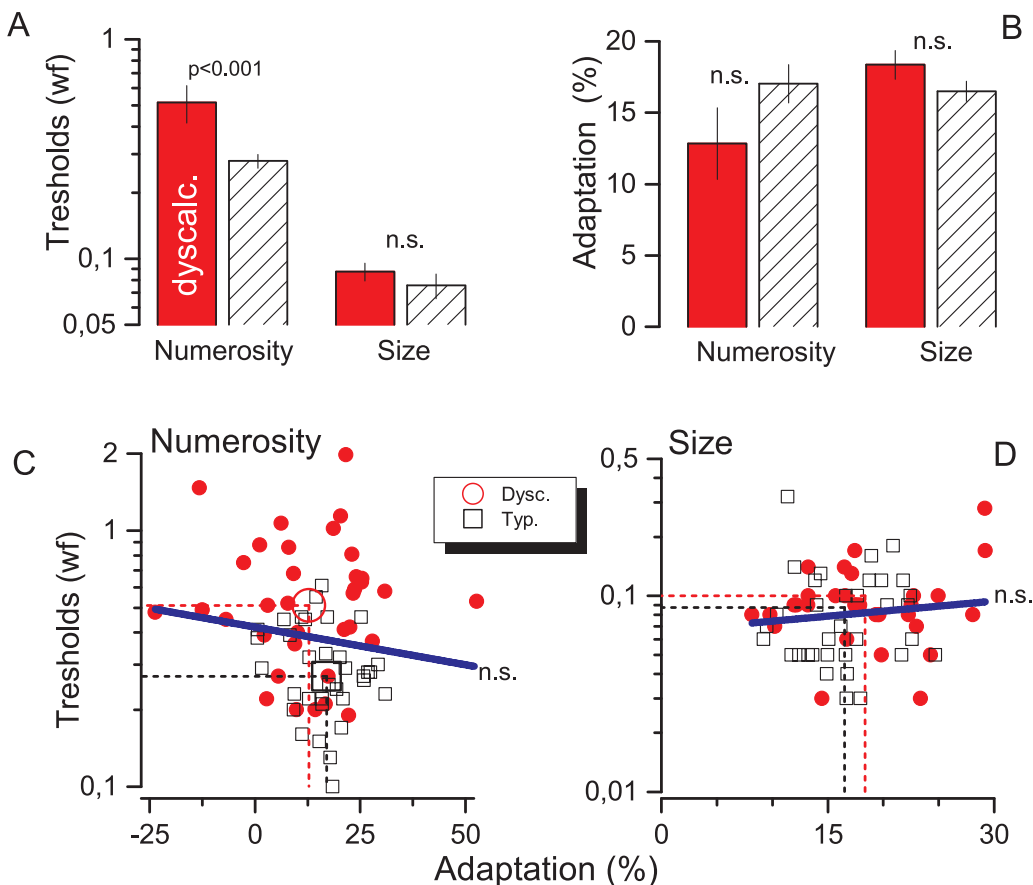 A
1
p<0.001
dyscalc.
n.s.
0,1
0,05
Tresholds (wf)
Numerosity
Size
B
20
n.s.
n.s.
15
10
5
0
Adaptation (%)
Numerosity
Size
C
Numerosity
2
1
0,1
Tresholds (wf)
Dysc.
Typ.
n.s.
-25
0
25
50
Size
D
0,5
0,1
n.s.
0,01
0
15
30
Adaptation (%)